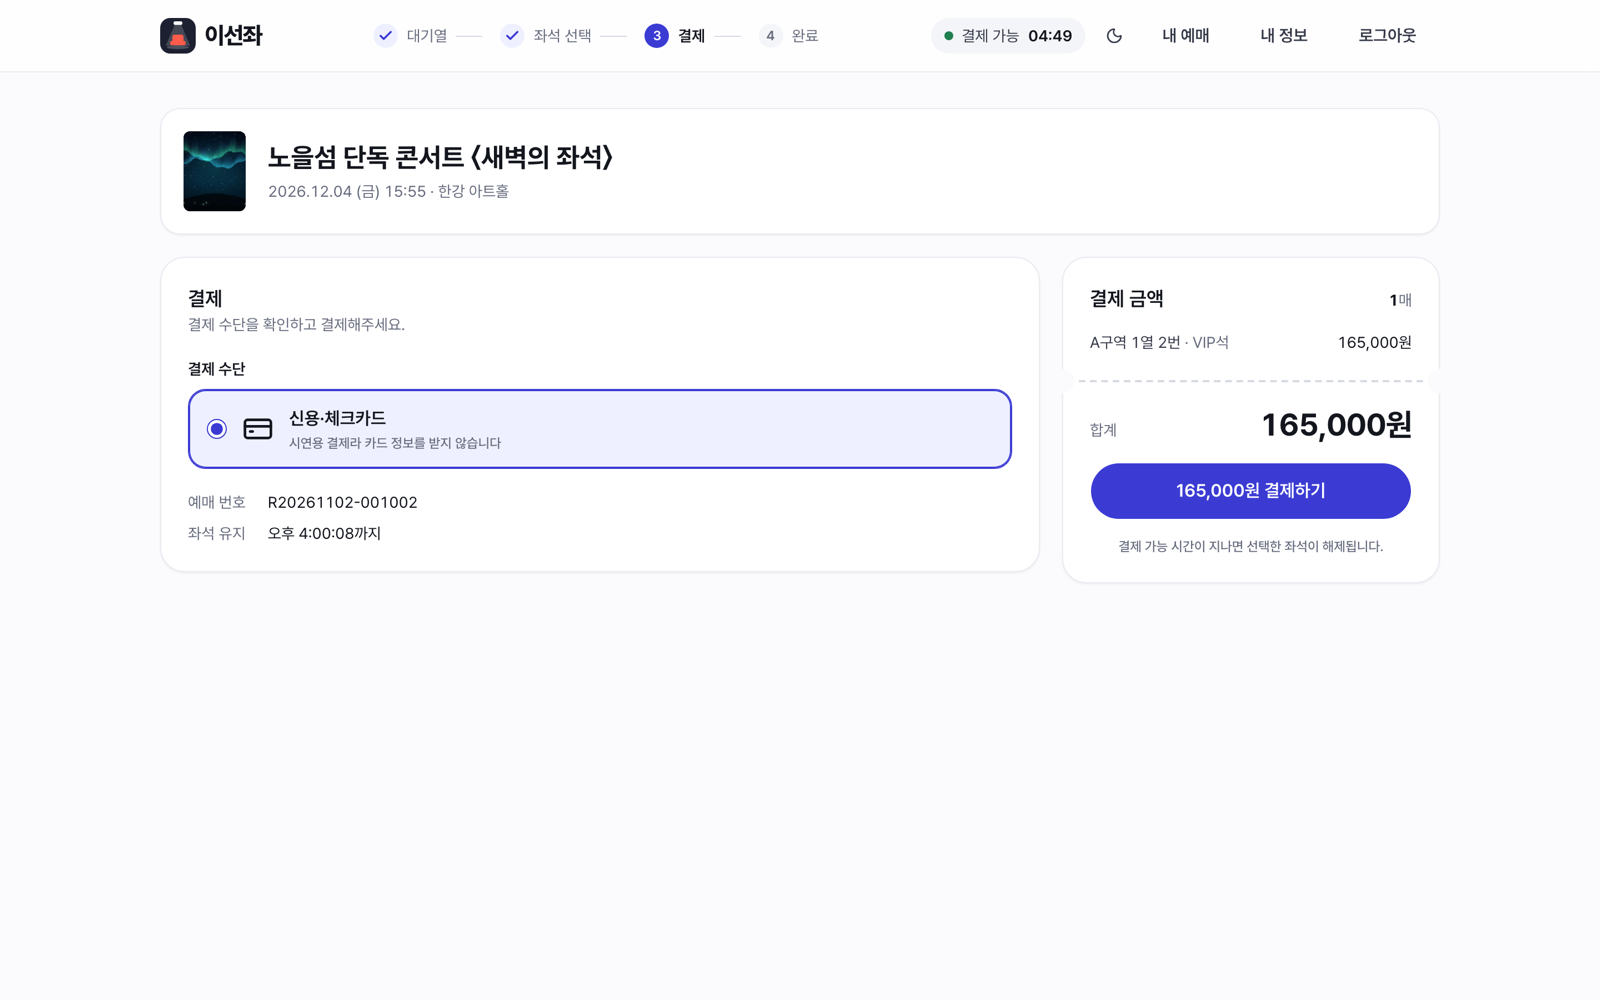 이선좌
대기열
좌석 선택
3 결제
4 완료
결제 가능 04:49
내 예매
내 정보
로그아웃
노을섬 단독 콘서트 〈새벽의 좌석〉
2026.12.04 (금) 15:55 · 한강 아트홀
결제
결제 수단을 확인하고 결제해주세요.
결제 수단
신용·체크카드
시연용 결제라 카드 정보를 받지 않습니다
예매 번호 R20261102-001002
좌석 유지 오후 4:00:08까지
결제 금액 1매
A구역 1열 2번 · VIP석 165,000원
합계 165,000원
165,000원 결제하기
결제 가능 시간이 지나면 선택한 좌석이 해제됩니다.